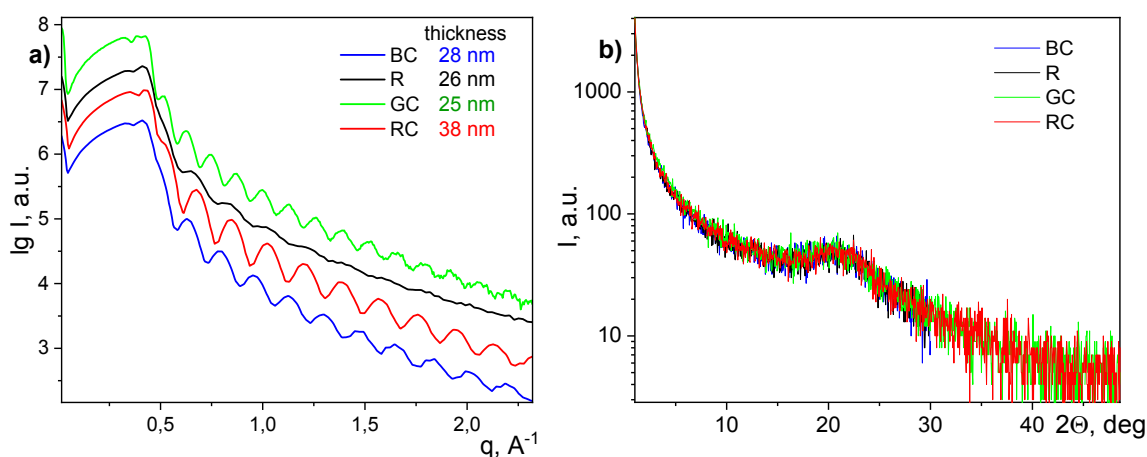 a)
thickness
BC 28 nm
R 26 nm
GC 25 nm
RC 38 nm
8
7
6
5
4
3
lg I, a.u.
0,5 1,0 1,5 2,0
q, A⁻¹
b)
BC
R
GC
RC
1000
100
10
I, a.u.
10 20 30 40
2Θ, deg